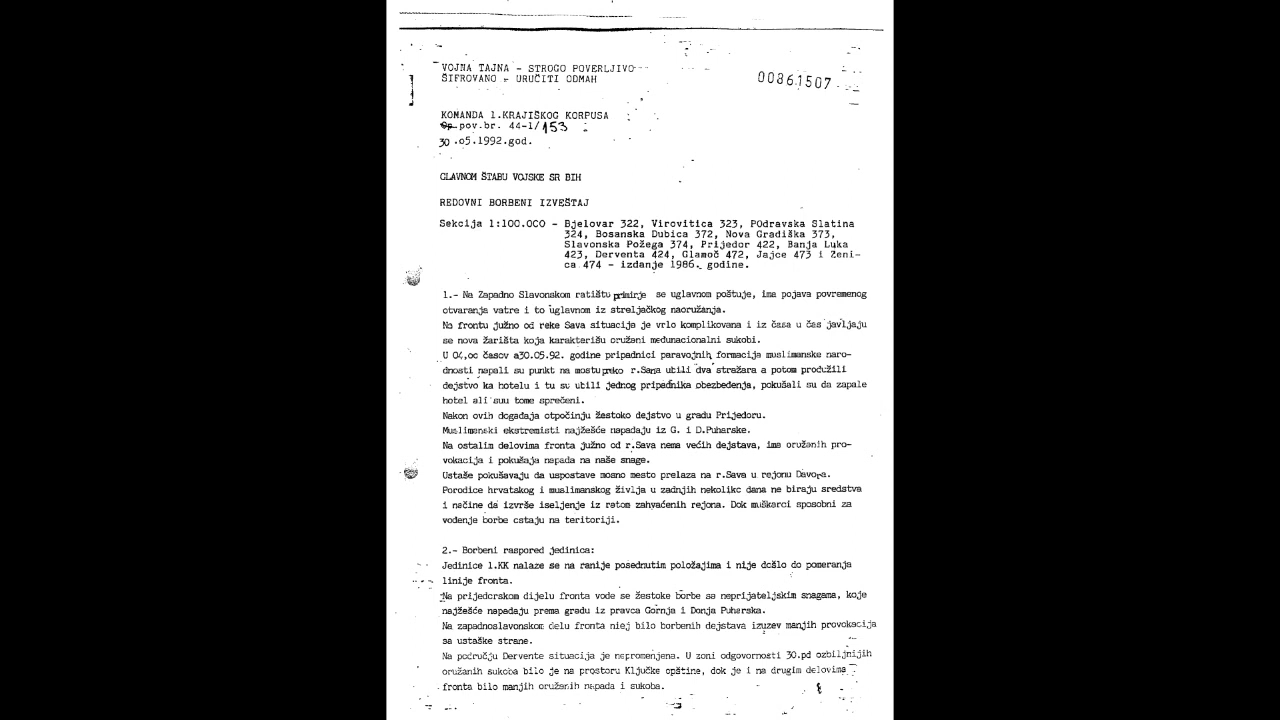 VOJNA TAJNA - STROGO POVERLJIVO
ŠIFROVANO - URUČITI ODMAH
00861507
KOMANDA 1.KRAJIŠKOG KORPUSA
Op pov.br. 44-1/153
30.o5.1992.god.
GLAVNOM ŠTABU VOJSKE SR BIH
REDOVNI BORBENI IZVEŠTAJ
Sekcija 1:100.000 - Bjelovar 322, Virovitica 323, POdravska Slatina
324, Bosanska Dubica 372, Nova Gradiška 373,
Slavonska Požega 374, Prijedor 422, Banja Luka
423, Derventa 424, Glamoč 472, Jajce 473 i Zeni-
ca 474 - izdanje 1986. godine.
1.- Na Zapadno Slavonskom ratištu primirje se uglavnom poštuje, ima pojava povremenog
otvaranja vatre i to uglavnom iz streljačkog naoružanja.
Na frontu južno od reke Sava situacija je vrlo komplikovana i iz časa u čas javljaju
se nova žarišta koja karakterišu oružani međunacionalni sukobi.
U 04,oo časov a30.05.92. godine pripadnici paravojnih formacija muslimanske naro-
dnosti napali su punkt na mostu preko r.Sana ubili dva stražara a potom produžili
dejstvo ka hotelu i tu su ubili jednog pripadnika obezbeđenja, pokušali su da zapale
hotel ali suu tome sprečeni.
Nakon ovih događaja otpočinju žestoko dejstvo u gradu Prijedoru.
Muslimanski ekstremisti najžešće napadaju iz G. i D.Puharske.
Na ostalim delovima fronta južno od r.Sava nema većih dejstava, ima oružanih pro-
vokacija i pokušaja napada na naše snage.
Ustaše pokušavaju da uspostave mosno mesto prelaza na r.Sava u rejonu Davora.
Porodice hrvatskog i muslimanskog življa u zadnjih nekoliko dana ne biraju sredstva
i načine da izvrše iseljenje iz ratom zahvaćenih rejona. Dok muškarci sposobni za
vođenje borbe ostaju na teritoriji.
2.- Borbeni raspored jedinica:
Jedinice 1.KK nalaze se na ranije posednutim položajima i nije došlo do pomeranja
linije fronta.
Na prijedorskom dijelu fronta vode se žestoke borbe sa neprijateljskim snagama, koje
najžešće napadaju prema gradu iz pravca Gornja i Donja Puharska.
Na zapadnoslavonskom delu fronta niej bilo borbenih dejstava izuzev manjih provokacija
sa ustaške strane.
Na području Dervente situacija je nepromenjena. U zoni odgovornosti 30.pd ozbiljnijih
oružanih sukoba bilo je na prostoru Ključke opštine, dok je i na drugim delovima
fronta bilo manjih oružanih napada i sukoba.